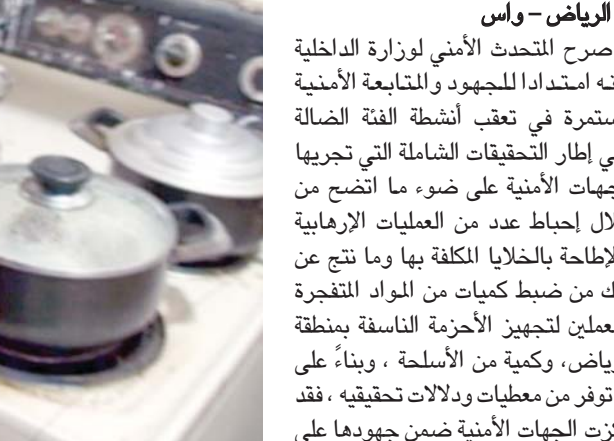 الرياض – واس
صرح المتحدث الأمني لوزارة الداخلية
نه امتدادا للجهود والمتابعة الأمنية
ستمرة في تعقب أنشطة الفئة الضالة
ي إطار التحقيقات الشاملة التي تجريها
جهات الأمنية على ضوء ما اتضح من
لال إحباط عدد من العمليات الإرهابية
لإطاحة بالخلايا المكلفة بها وما نتج عن
ك من ضبط كميات من المواد المتفجرة
عملين لتجهيز الأحزمة الناسفة بمنطقة
رياض، وكمية من الأسلحة ، وبناءً على
توفر من معطيات ودلالات تحقيقيه ، فقد
زت الجهات الأمنية ضمن جهودها على